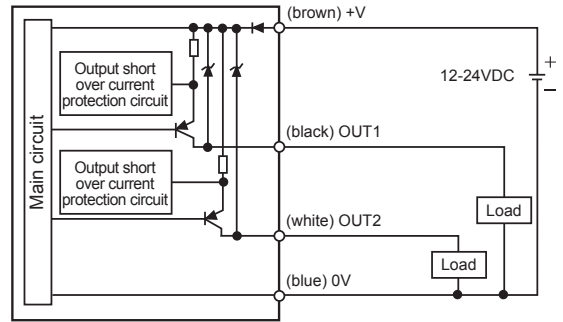 (brown) +V
Output short
over current
protection circuit
12-24VDC
+
−
Main circuit
(black) OUT1
Output short
over current
protection circuit
Load
(white) OUT2
Load
(blue) 0V